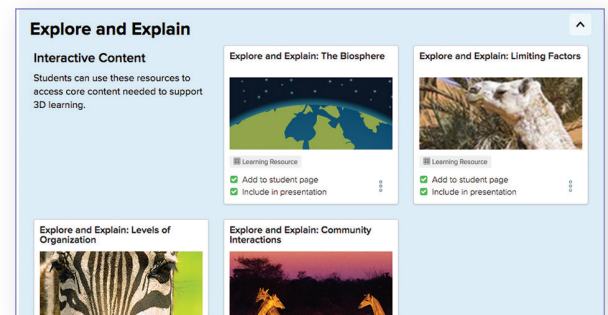 Explore and Explain
Interactive Content
Students can use these resources to
access core content needed to support
3D learning.
Explore and Explain: The Biosphere
Learning Resource
Add to student page
Include in presentation
Explore and Explain: Limiting Factors
Learning Resource
Add to student page
Include in presentation
Explore and Explain: Levels of
Organization
Explore and Explain: Community
Interactions